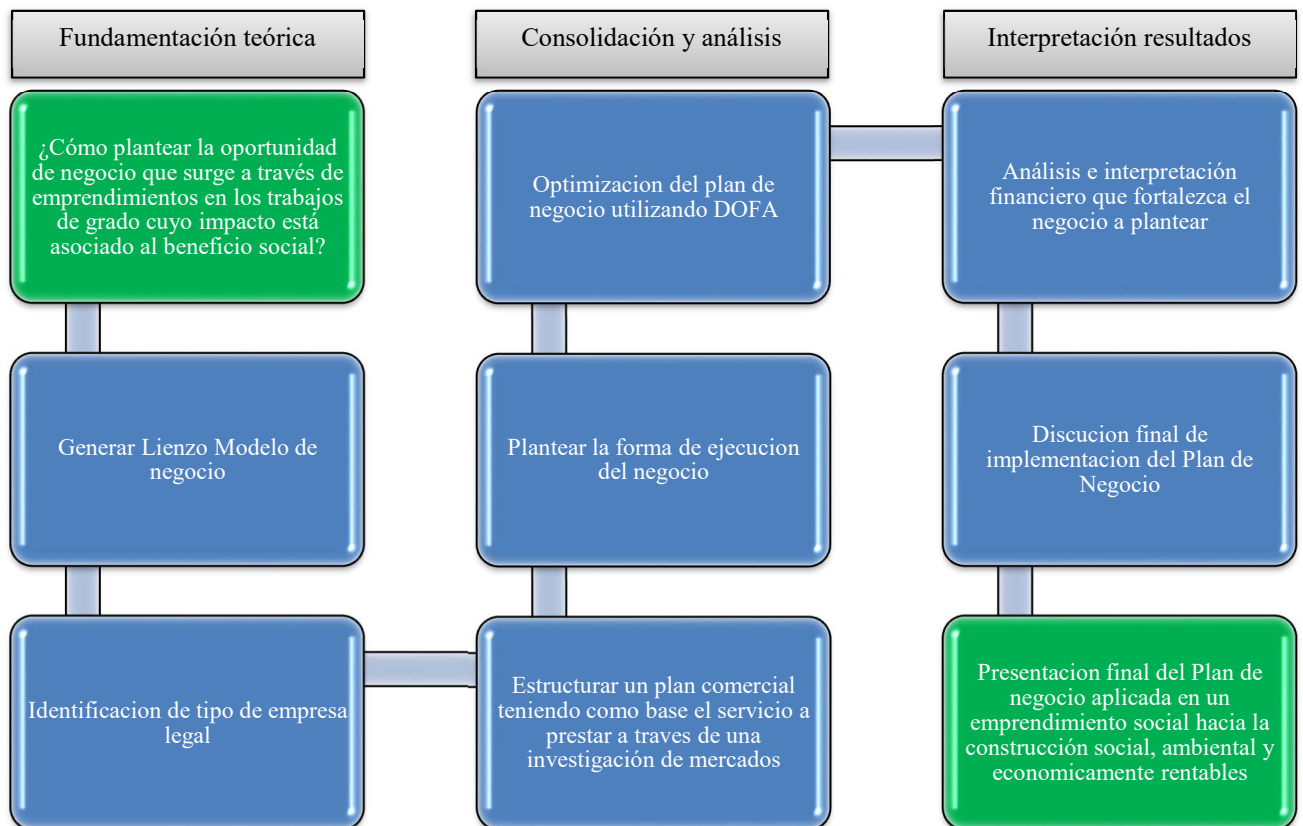 Fundamentación teórica
¿Cómo plantear la oportunidad
de negocio que surge a través de
emprendimientos en los trabajos
de grado cuyo impacto está
asociado al beneficio social?
Generar Lienzo Modelo de
negocio
Identificacion de tipo de empresa
legal
Consolidación y análisis
Optimizacion del plan de
negocio utilizando DOFA
Plantear la forma de ejecucion
del negocio
Estructurar un plan comercial
teniendo como base el servicio a
prestar a traves de una
investigación de mercados
Interpretación resultados
Análisis e interpretación
financiero que fortalezca el
negocio a plantear
Discucion final de
implementacion del Plan de
Negocio
Presentacion final del Plan de
negocio aplicada en un
emprendimiento social hacia la
construcción social, ambiental y
economicamente rentables